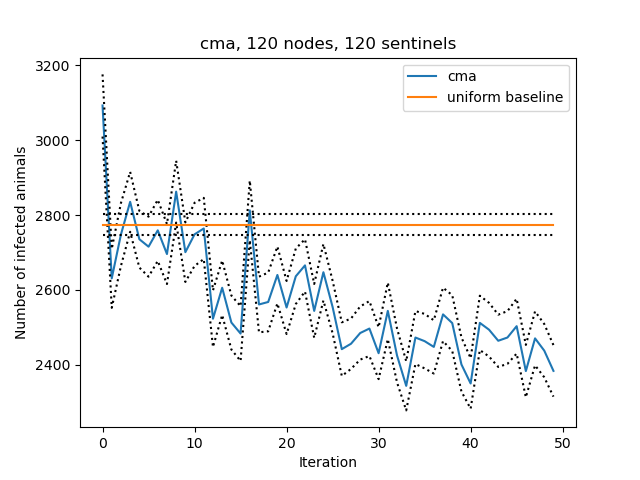 cma, 120 nodes, 120 sentinels
cma
uniform baseline
Number of infected animals
3200
3000
2800
2600
2400
0 10 20 30 40 50
Iteration